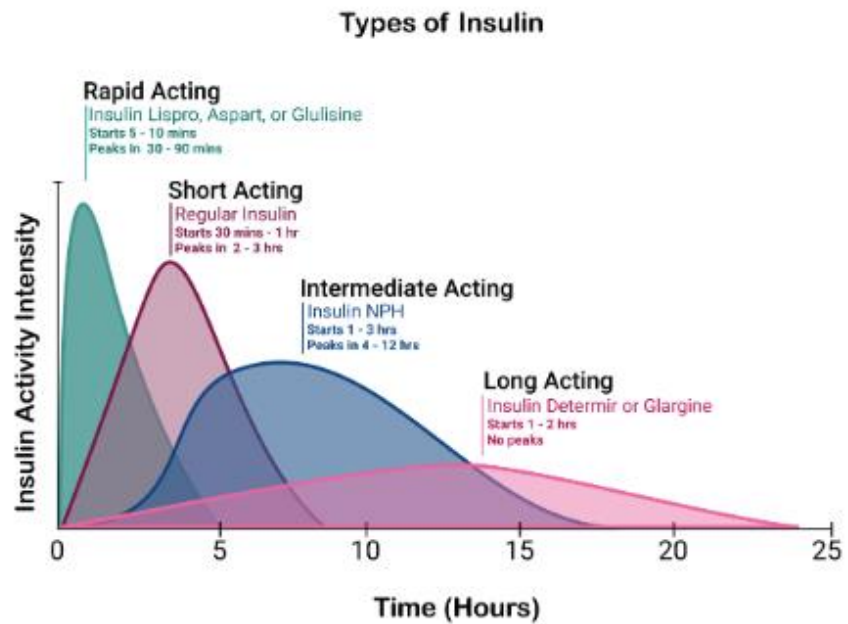 Types of Insulin
Rapid Acting
Insulin Lispro, Aspart, or Glulisine
Starts 5 - 10 mins
Peaks in 30 - 90 mins
Short Acting
Regular Insulin
Starts 30 mins - 1 hr
Peaks in 2 - 3 hrs
Intermediate Acting
Insulin NPH
Starts 1 - 3 hrs
Peaks in 4 - 12 hrs
Long Acting
Insulin Determir or Glargine
Starts 1 - 2 hrs
No peaks
Insulin Activity Intensity
0 5 10 15 20 25
Time (Hours)